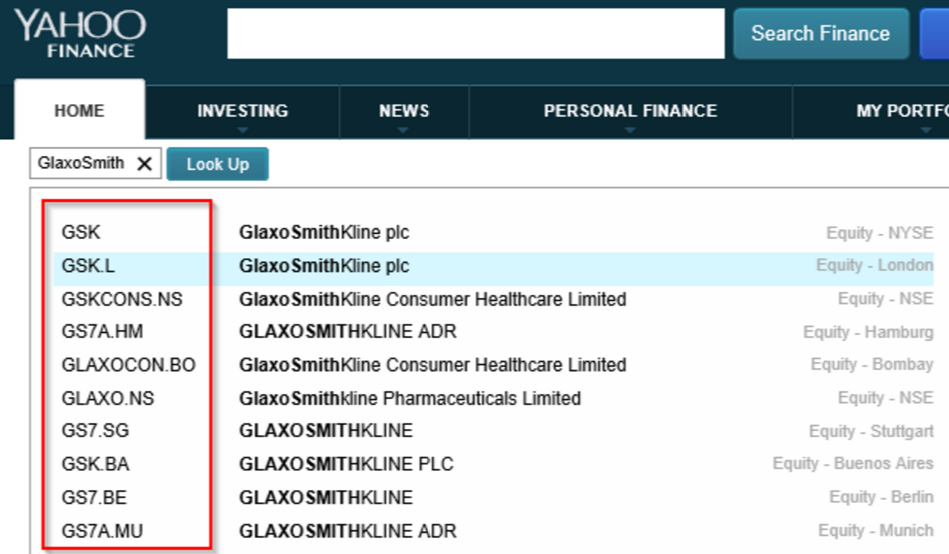 YAHOO
FINANCE
Search Finance
HOME INVESTING NEWS PERSONAL FINANCE MY PORTFO
GlaxoSmith X Look Up
GSK GlaxoSmithKline plc Equity - NYSE
GSK.L GlaxoSmithKline plc Equity - London
GSKCONS.NS GlaxoSmithKline Consumer Healthcare Limited Equity - NSE
GS7A.HM GLAXOSMITHKLINE ADR Equity - Hamburg
GLAXOCON.BO GlaxoSmithKline Consumer Healthcare Limited Equity - Bombay
GLAXO.NS GlaxoSmithkline Pharmaceuticals Limited Equity - NSE
GS7.SG GLAXOSMITHKLINE Equity - Stuttgart
GSK.BA GLAXOSMITHKLINE PLC Equity - Buenos Aires
GS7.BE GLAXOSMITHKLINE Equity - Berlin
GS7A.MU GLAXOSMITHKLINE ADR Equity - Munich